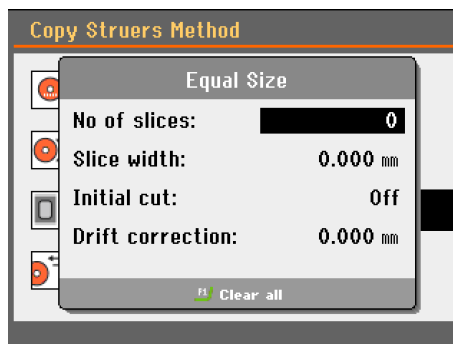 Copy Struers Method
Equal Size
No of slices: 0
Slice width: 0.000 mm
Initial cut: Off
Drift correction: 0.000 mm
F1 Clear all